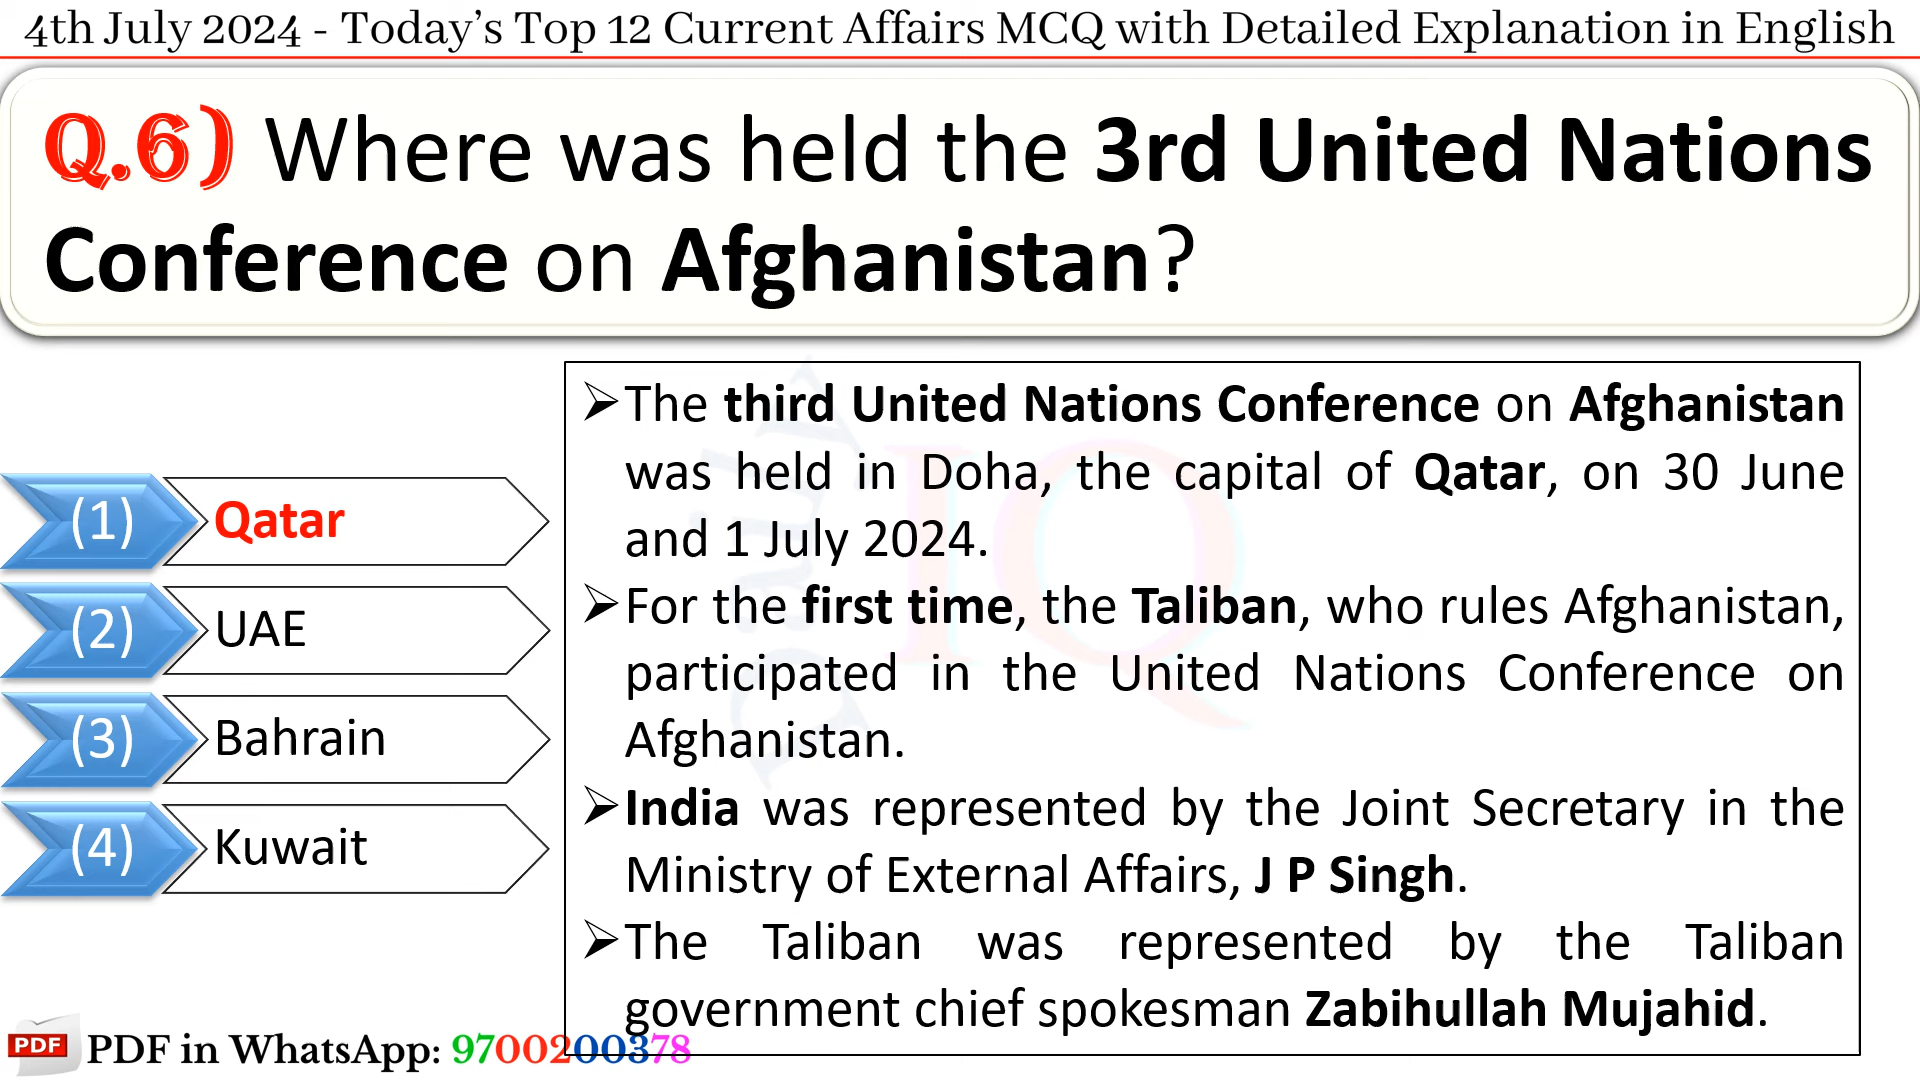 4th July 2024 - Today’s Top 12 Current Affairs MCQ with Detailed Explanation in English
Q.6) Where was held the 3rd United Nations
Conference on Afghanistan?
(1) Qatar
(2) UAE
(3) Bahrain
(4) Kuwait
➢The third United Nations Conference on Afghanistan
was held in Doha, the capital of Qatar, on 30 June
and 1 July 2024.
➢For the first time, the Taliban, who rules Afghanistan,
participated in the United Nations Conference on
Afghanistan.
➢India was represented by the Joint Secretary in the
Ministry of External Affairs, J P Singh.
➢The Taliban was represented by the Taliban
government chief spokesman Zabihullah Mujahid.
Daily IQ
PDF PDF in WhatsApp: 9700200378